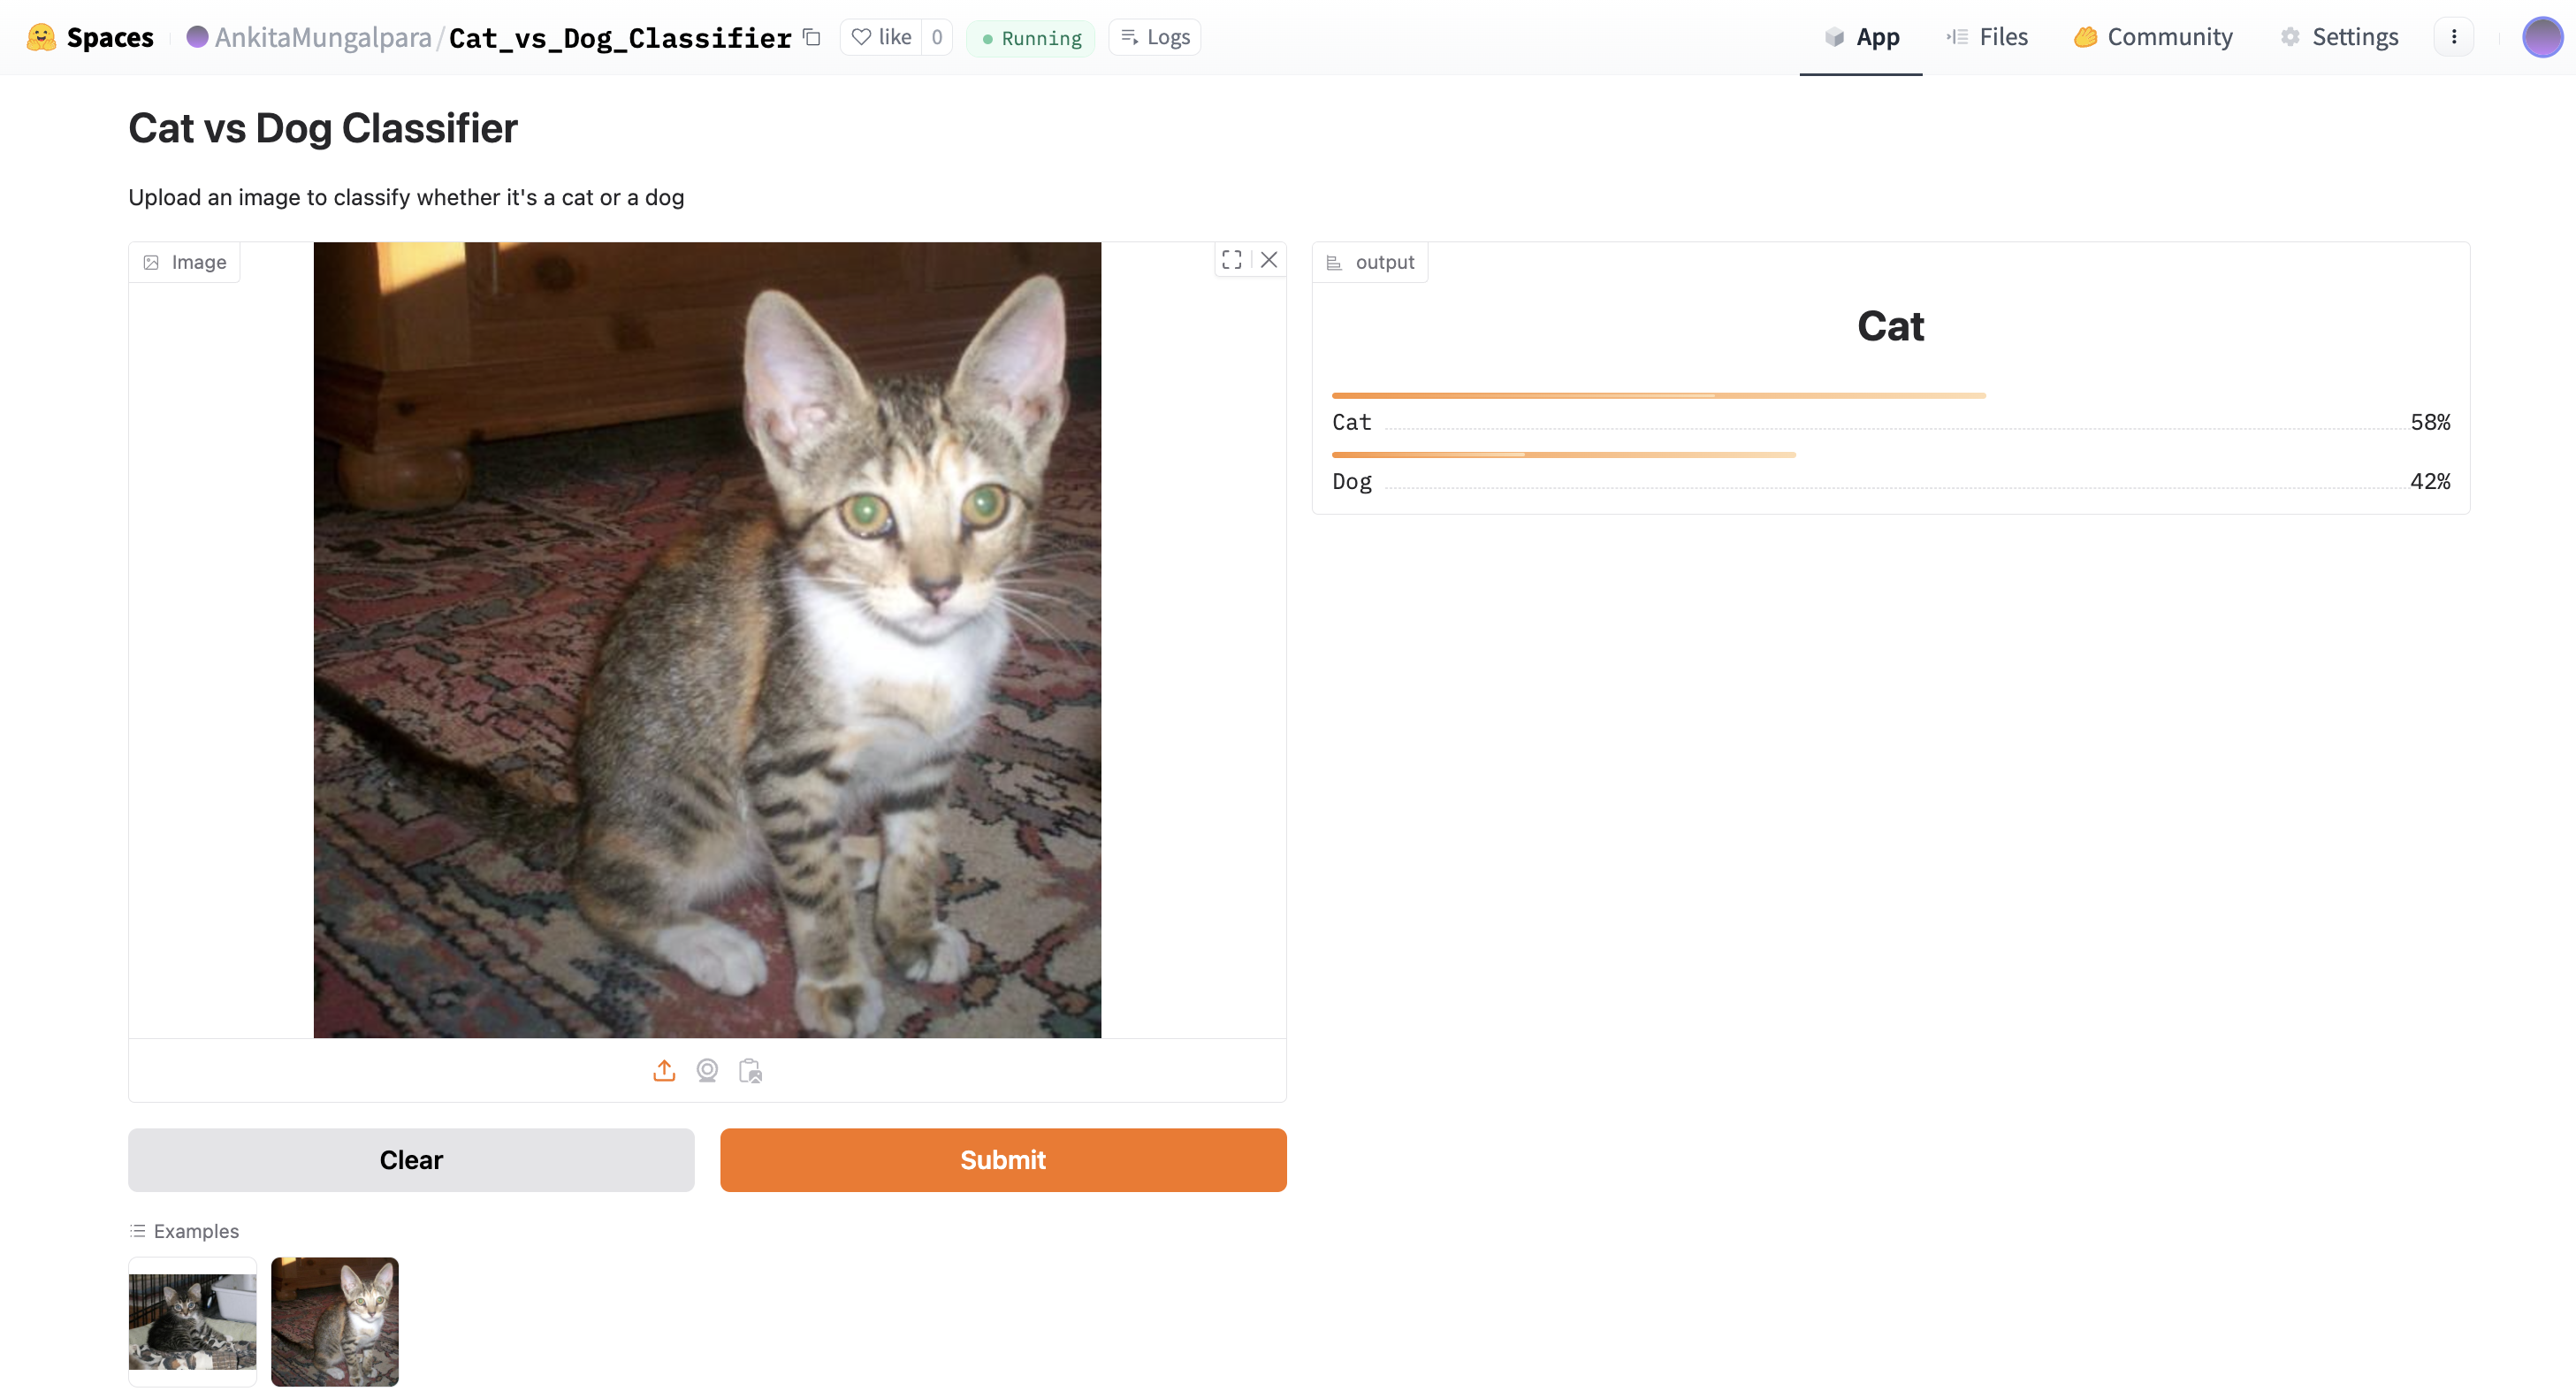 Spaces
AnkitaMungalpara/Cat_vs_Dog_Classifier
like 0
Running
Logs
App
Files
Community
Settings
Cat vs Dog Classifier
Upload an image to classify whether it's a cat or a dog
Image
output
Cat
Cat 58%
Dog 42%
Clear
Submit
Examples